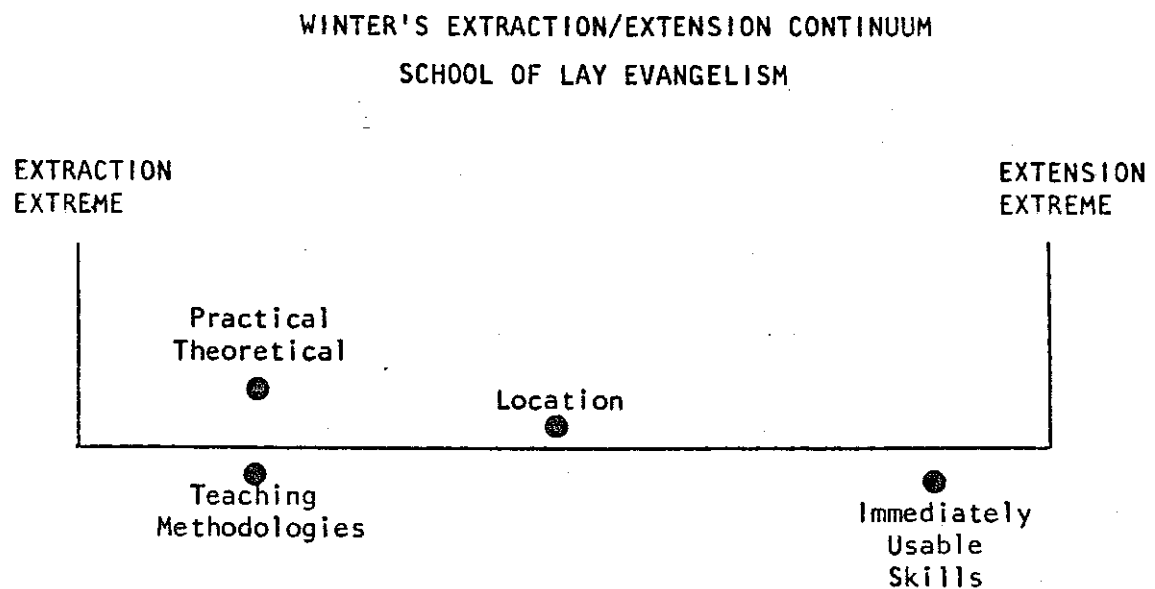 WINTER'S EXTRACTION/EXTENSION CONTINUUM
SCHOOL OF LAY EVANGELISM
EXTRACTION
EXTREME
EXTENSION
EXTREME
Practical
Theoretical
Location
Teaching
Methodologies
Immediately
Usable
Skills